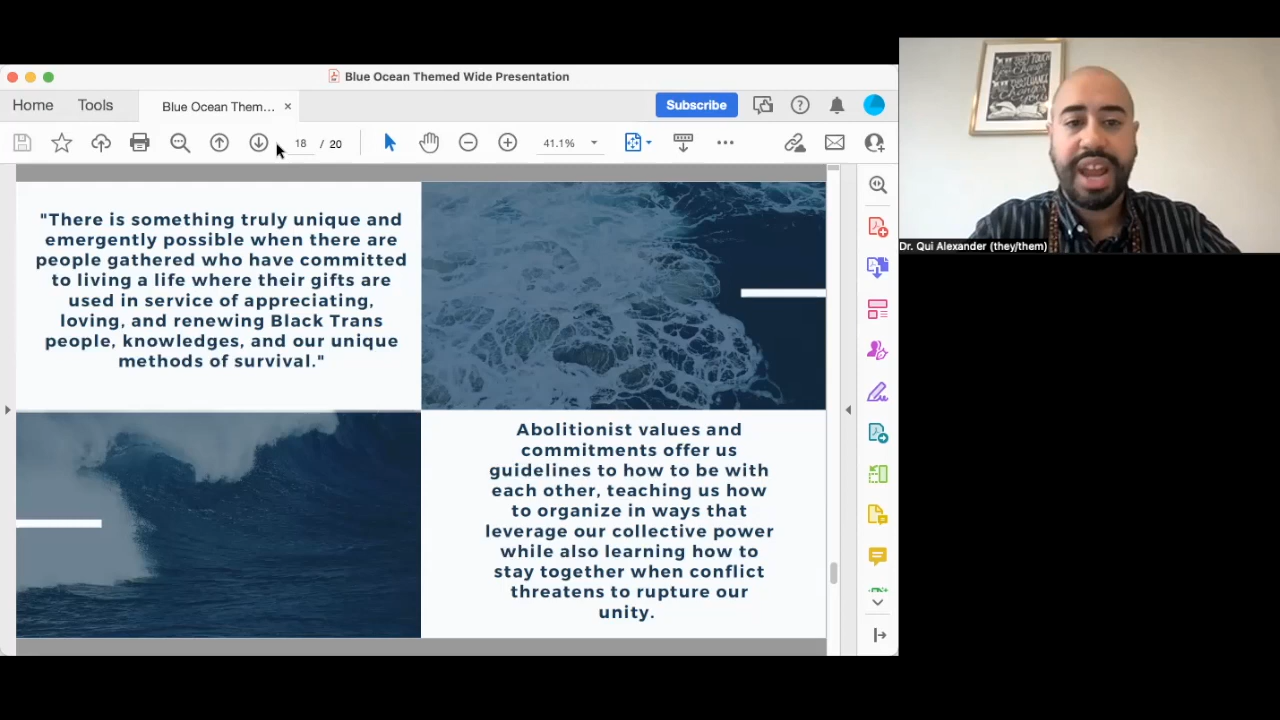 Blue Ocean Themed Wide Presentation
Home
Tools
Blue Ocean Them...
×
Subscribe
18 / 20
41.1%
"There is something truly unique and
emergently possible when there are
people gathered who have committed
to living a life where their gifts are
used in service of appreciating,
loving, and renewing Black Trans
people, knowledges, and our unique
methods of survival."
Abolitionist values and
commitments offer us
guidelines to how to be with
each other, teaching us how
to organize in ways that
leverage our collective power
while also learning how to
stay together when conflict
threatens to rupture our
unity.
TOUCH
Change
CHANGE
Changes
YOU
Dr. Qui Alexander (they/them)